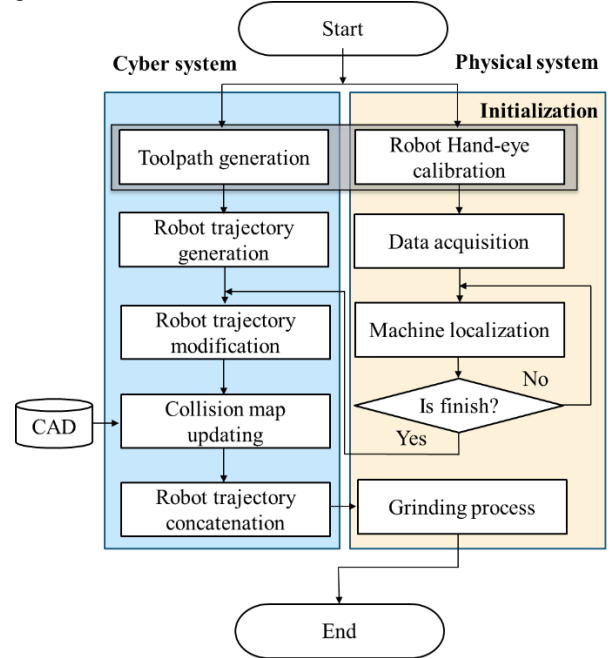 Start
Cyber system
Physical system
Initialization
Toolpath generation
Robot Hand-eye
calibration
Robot trajectory
generation
Data acquisition
Robot trajectory
modification
Machine localization
No
Is finish?
Yes
CAD
Collision map
updating
Robot trajectory
concatenation
Grinding process
End